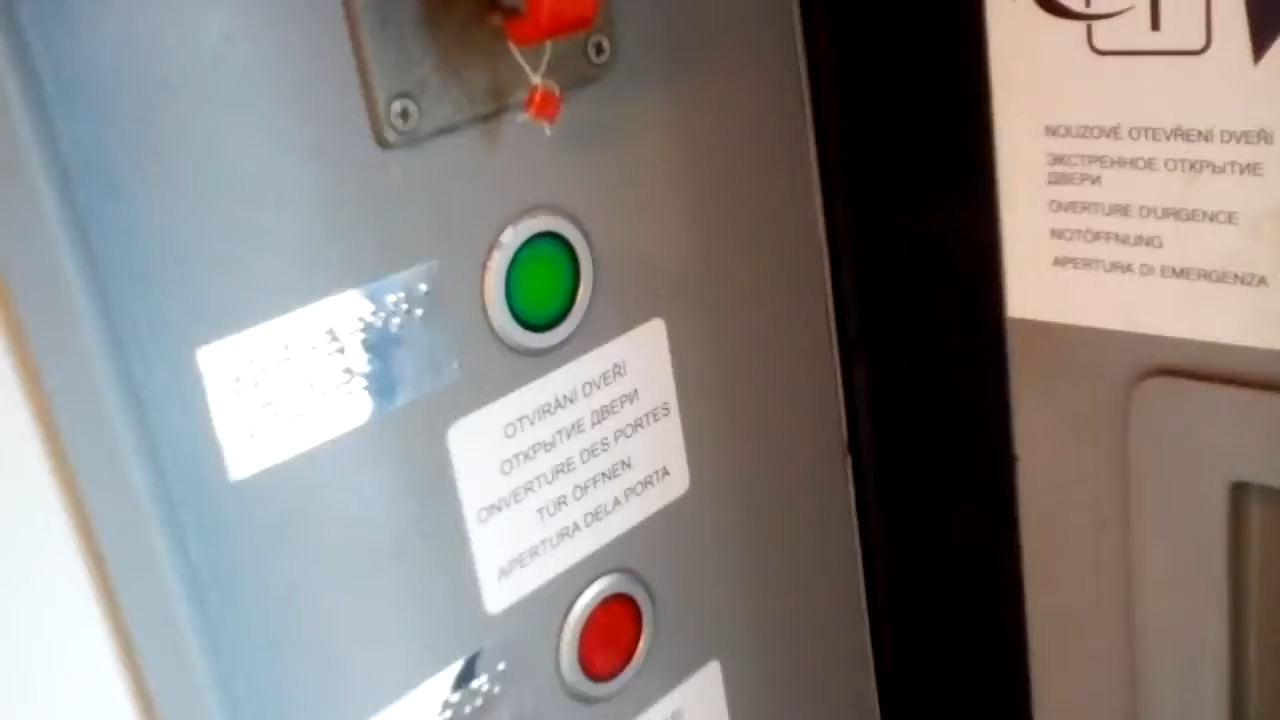 OTVÍRÁNÍ DVEŘÍ
ОТКРЫТИЕ ДВЕРИ
ONVERTURE DES PORTES
TÜR ÖFFNEN
APERTURA DELA PORTA
NOUZOVÉ OTEVŘENÍ DVEŘÍ
ЭКСТРЕННОЕ ОТКРЫТИЕ
ДВЕРИ
OVERTURE D'URGENCE
NOTÖFFNUNG
APERTURA DI EMERGENZA